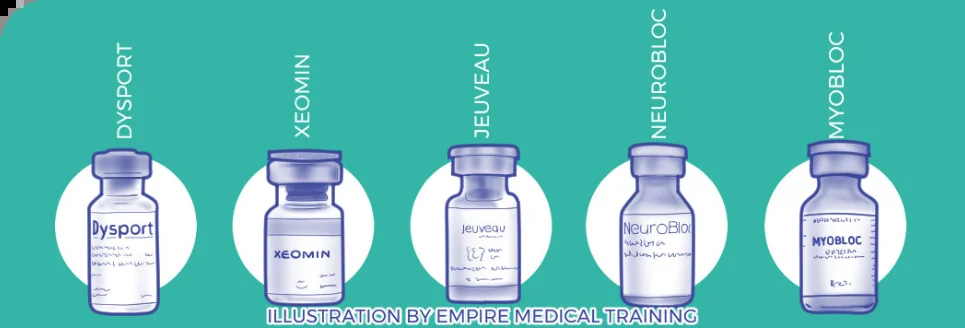 DYSPORT
XEOMIN
JEUVEAU
NEUROBLOC
MYOBLOC
Dysport
XEOMIN
Jeuveau
NeuroBloc
MYOBLOC
ILLUSTRATION BY EMPIRE MEDICAL TRAINING